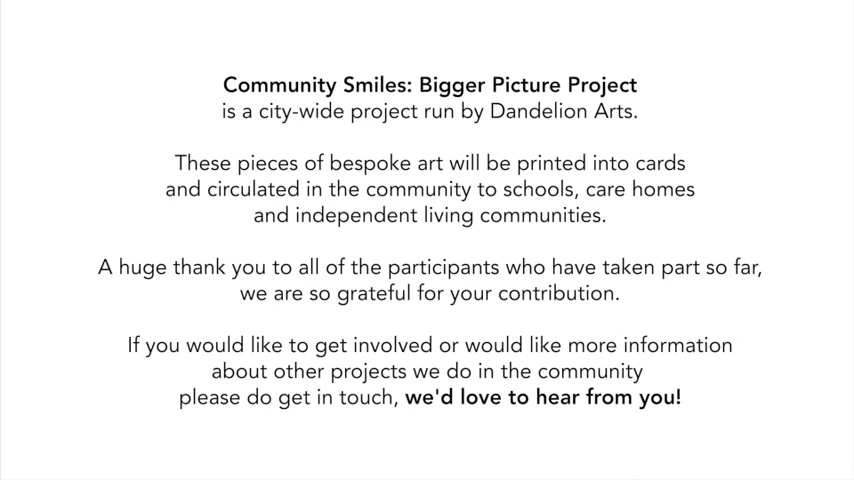 Community Smiles: Bigger Picture Project
is a city-wide project run by Dandelion Arts.
These pieces of bespoke art will be printed into cards
and circulated in the community to schools, care homes
and independent living communities.
A huge thank you to all of the participants who have taken part so far,
we are so grateful for your contribution.
If you would like to get involved or would like more information
about other projects we do in the community
please do get in touch, we'd love to hear from you!